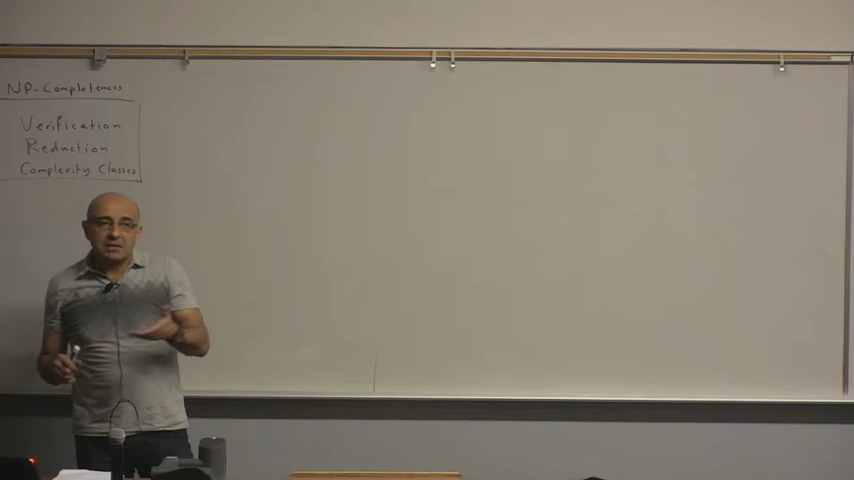 NP-Completeness
Verification
Reduction
Complexity Classes